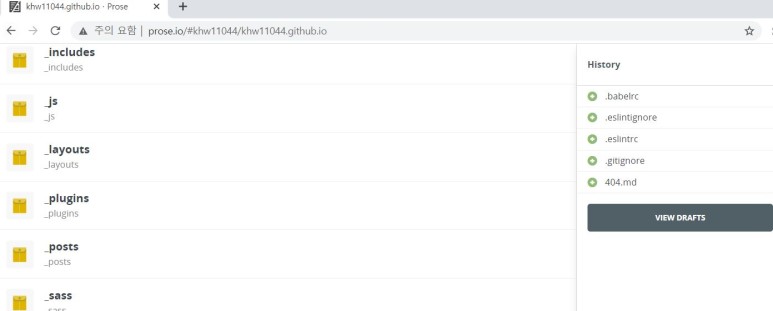 khw11044.github.io · Prose
주의 요함 | prose.io/#khw11044/khw11044.github.io
_includes
_includes
_js
_js
_layouts
_layouts
_plugins
_plugins
_posts
_posts
_sass
_sass
History
.babelrc
.eslintignore
.eslintrc
.gitignore
404.md
VIEW DRAFTS